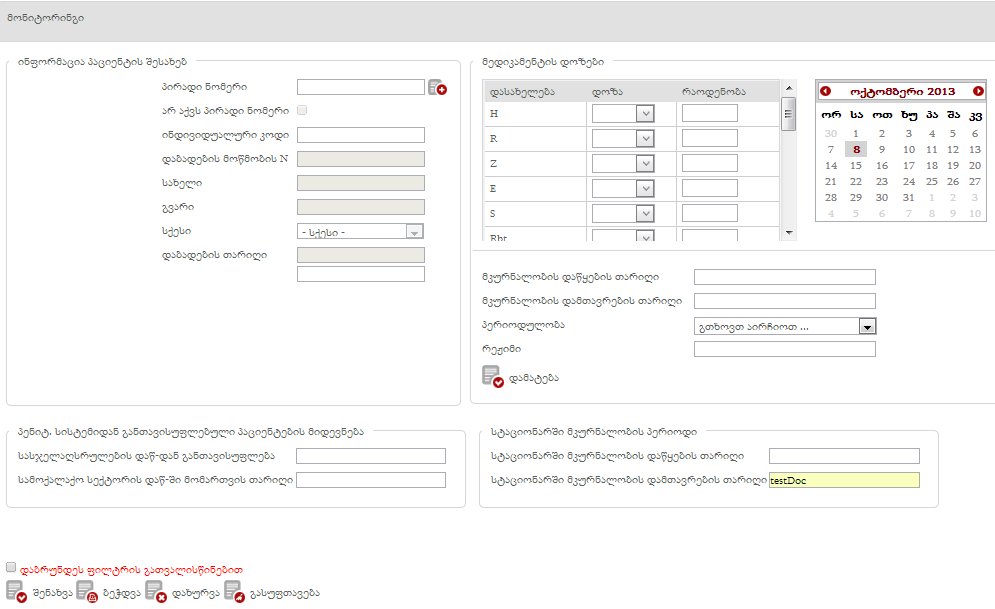 მონიტორინგი
ინფორმაცია პაციენტის შესახებ
პირადი ნომერი
არ აქვს პირადი ნომერი
ინდივიდუალური კოდი
დაბადების მოწმობის N
სახელი
გვარი
სქესი - სქესი -
დაბადების თარიღი
მედიკამენტის დოზები
დასახელება დოზა რაოდენობა
H
R
Z
E
S
Rbt
ოქტომბერი 2013
ორ სა ოთ ხუ პა შა კვ
30 1 2 3 4 5 6
7 8 9 10 11 12 13
14 15 16 17 18 19 20
21 22 23 24 25 26 27
28 29 30 31 1 2 3
4 5 6 7 8 9 10
მკურნალობის დაწყების თარიღი
მკურნალობის დამთავრების თარიღი
პერიოდულობა გთხოვთ აირჩიოთ ...
რეჟიმი
დამატება
პენიტ. სისტემიდან განთავისუფლებული პაციენტების მიდევნება
სასჯელაღსრულების დაწ-დან განთავისუფლება
სამოქალაქო სექტორის დაწ-ში მომართვის თარიღი
სტაციონარში მკურნალობის პერიოდი
სტაციონარში მკურნალობის დაწყების თარიღი
სტაციონარში მკურნალობის დამთავრების თარიღი testDoc
დაბრუნდეს ფილტრის გათვალისწინებით
შენახვა ბეჭდვა დახურვა გასუფთავება